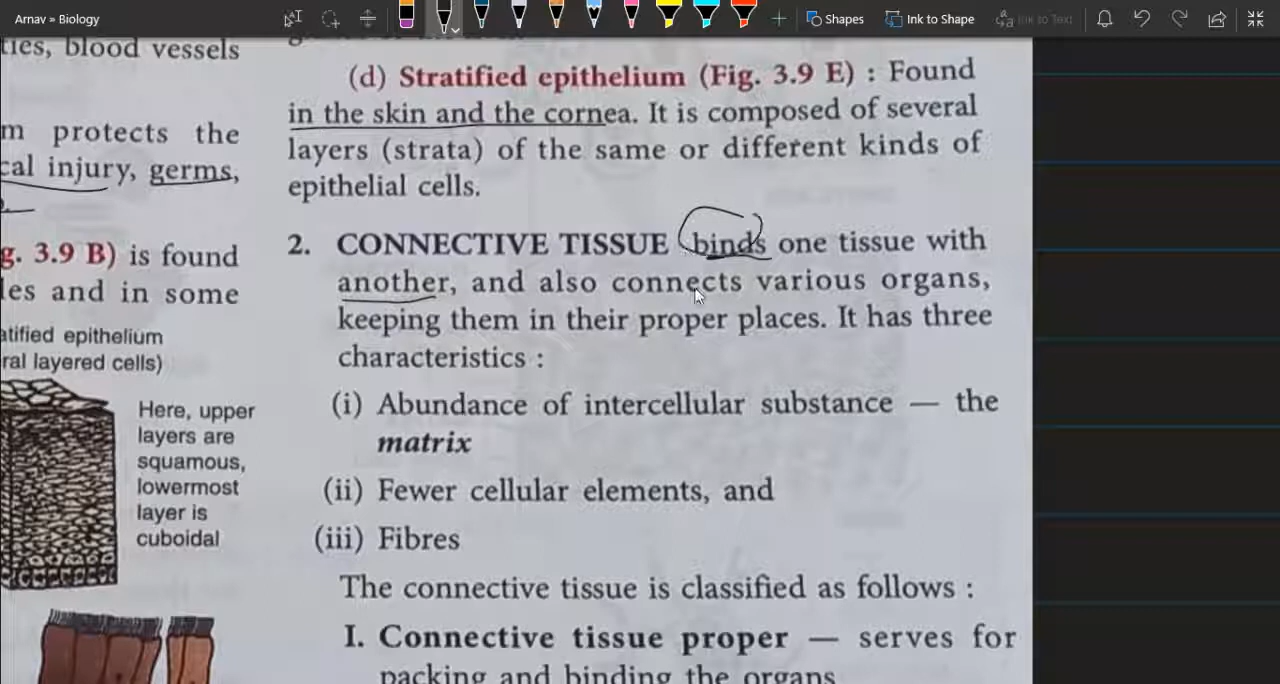 Arnav » Biology
Shapes
Ink to Shape
Ink to Text
ties, blood vessels
m protects the
cal injury, germs,
g. 3.9 B) is found
les and in some
atified epithelium
ral layered cells)
Here, upper
layers are
squamous,
lowermost
layer is
cuboidal
(d) Stratified epithelium (Fig. 3.9 E) : Found
in the skin and the cornea. It is composed of several
layers (strata) of the same or different kinds of
epithelial cells.
2. CONNECTIVE TISSUE binds one tissue with
another, and also connects various organs,
keeping them in their proper places. It has three
characteristics :
(i) Abundance of intercellular substance — the
matrix
(ii) Fewer cellular elements, and
(iii) Fibres
The connective tissue is classified as follows :
I. Connective tissue proper — serves for
packing and binding the organs